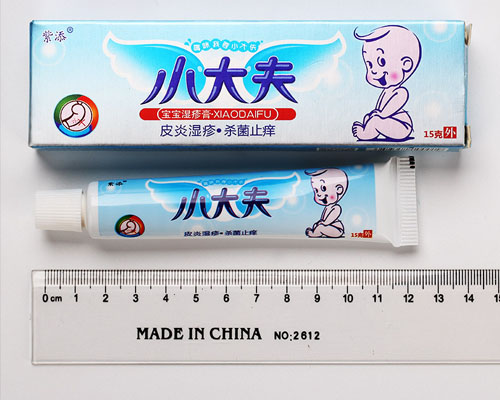 紫添®
小大夫
宝宝湿疹膏·XIAODAIFU
皮炎湿疹•杀菌止痒
15克 外
紫添
小大夫
皮炎湿疹•杀菌止痒
15克 外
0 cm 1 2 3 4 5 6 7 8 9 10 11 12 13 14 15
MADE IN CHINA NO:2612